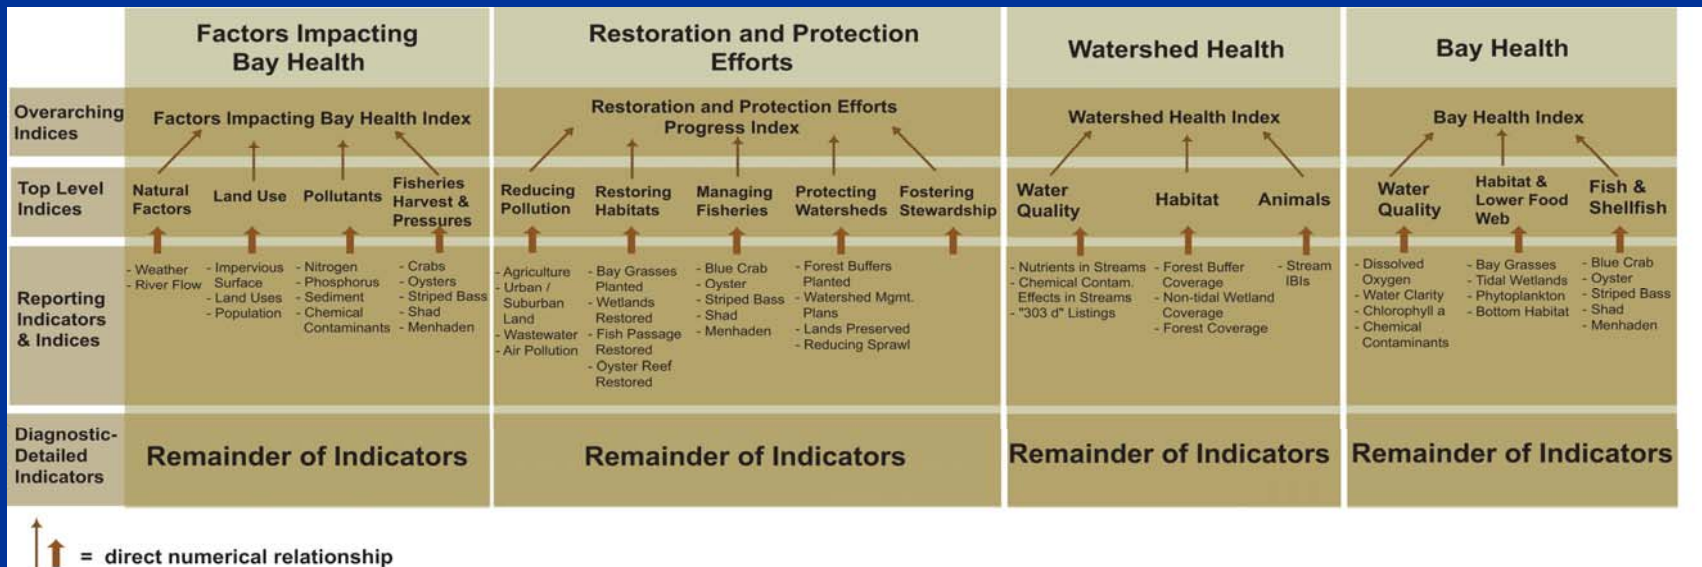 Factors Impacting
Bay Health
Restoration and Protection
Efforts
Watershed Health
Bay Health
Overarching
Indices
Factors Impacting Bay Health Index
Restoration and Protection Efforts
Progress Index
Watershed Health Index
Bay Health Index
Top Level
Indices
Natural
Factors
Land Use
Pollutants
Fisheries
Harvest &
Pressures
Reducing
Pollution
Restoring
Habitats
Managing
Fisheries
Protecting
Watersheds
Fostering
Stewardship
Water
Quality
Habitat
Animals
Water
Quality
Habitat &
Lower Food
Web
Fish &
Shellfish
Reporting
Indicators
& Indices
- Weather
- River Flow
- Impervious
Surface
- Land Uses
- Population
- Nitrogen
- Phosphorus
- Sediment
- Chemical
Contaminants
- Crabs
- Oysters
- Striped Bass
- Shad
- Menhaden
- Agriculture
- Urban /
Suburban
Land
- Wastewater
- Air Pollution
- Bay Grasses
Planted
- Wetlands
Restored
- Fish Passage
Restored
- Oyster Reef
Restored
- Blue Crab
- Oyster
- Striped Bass
- Shad
- Menhaden
- Forest Buffers
Planted
- Watershed Mgmt.
Plans
- Lands Preserved
- Reducing Sprawl
- Nutrients in Streams
- Chemical Contam.
Effects in Streams
- "303 d" Listings
- Forest Buffer
Coverage
- Non-tidal Wetland
Coverage
- Forest Coverage
- Stream
IBIs
- Dissolved
Oxygen
- Water Clarity
- Chlorophyll a
- Chemical
Contaminants
- Bay Grasses
- Tidal Wetlands
- Phytoplankton
- Bottom Habitat
- Blue Crab
- Oyster
- Striped Bass
- Shad
- Menhaden
Diagnostic-
Detailed
Indicators
Remainder of Indicators
Remainder of Indicators
Remainder of Indicators
Remainder of Indicators
= direct numerical relationship